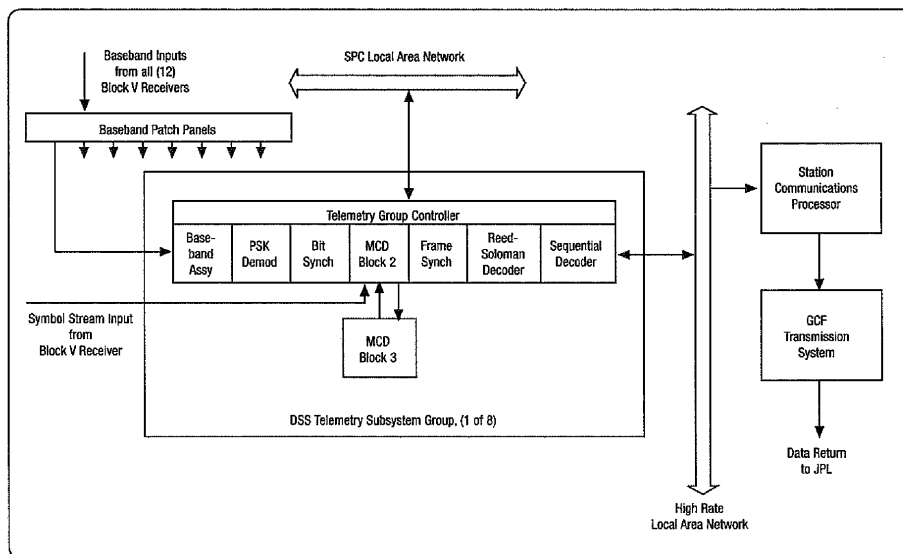 Baseband Inputs
from all (12)
Block V Receivers
SPC Local Area Network
Baseband Patch Panels
Telemetry Group Controller
Base-
band
Assy
PSK
Demod
Bit
Synch
MCD
Block 2
Frame
Synch
Reed-
Soloman
Decoder
Sequential
Decoder
Symbol Stream Input
from
Block V Receiver
MCD
Block 3
DSS Telemetry Subsystem Group, (1 of 8)
Station
Communications
Processor
GCF
Transmission
System
Data Return
to JPL
High Rate
Local Area Network